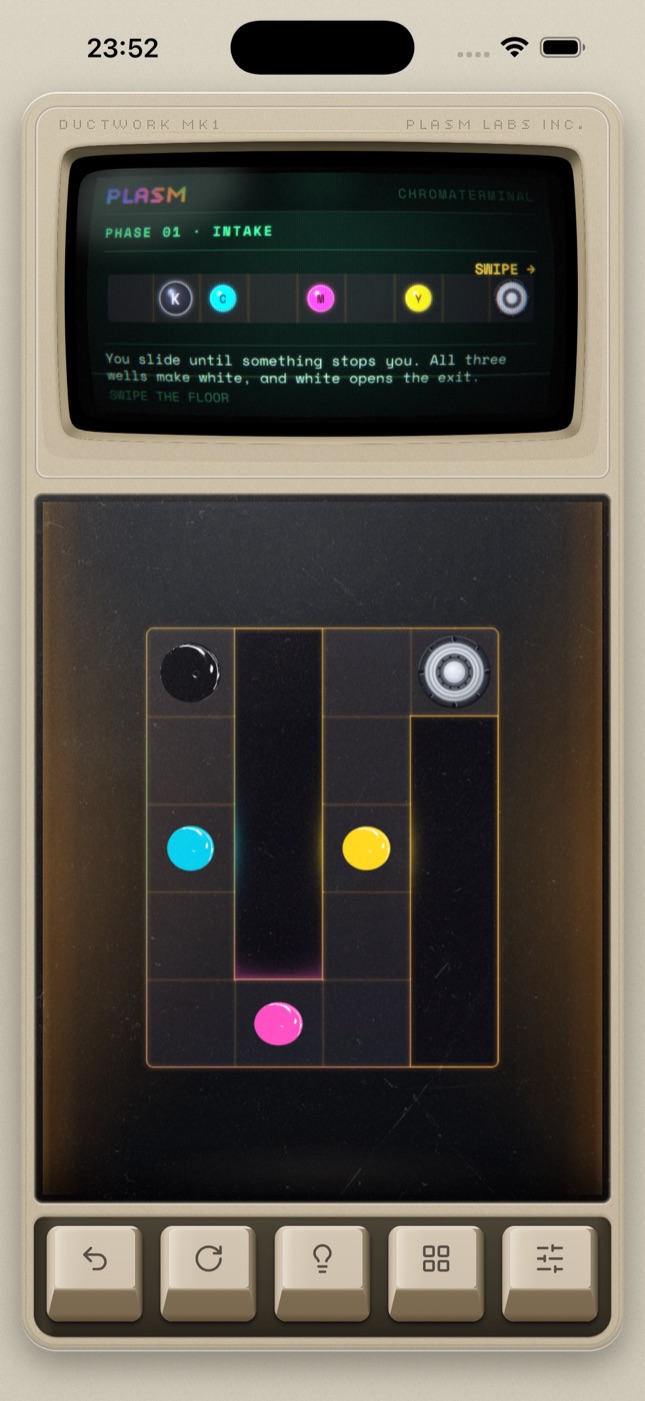 23:52
DUCTWORK MK1
PLASM LABS INC.
PLASM
CHROMATERMINAL
PHASE 01 · INTAKE
SWIPE →
K C M Y
You slide until something stops you. All three
wells make white, and white opens the exit.
SWIPE THE FLOOR